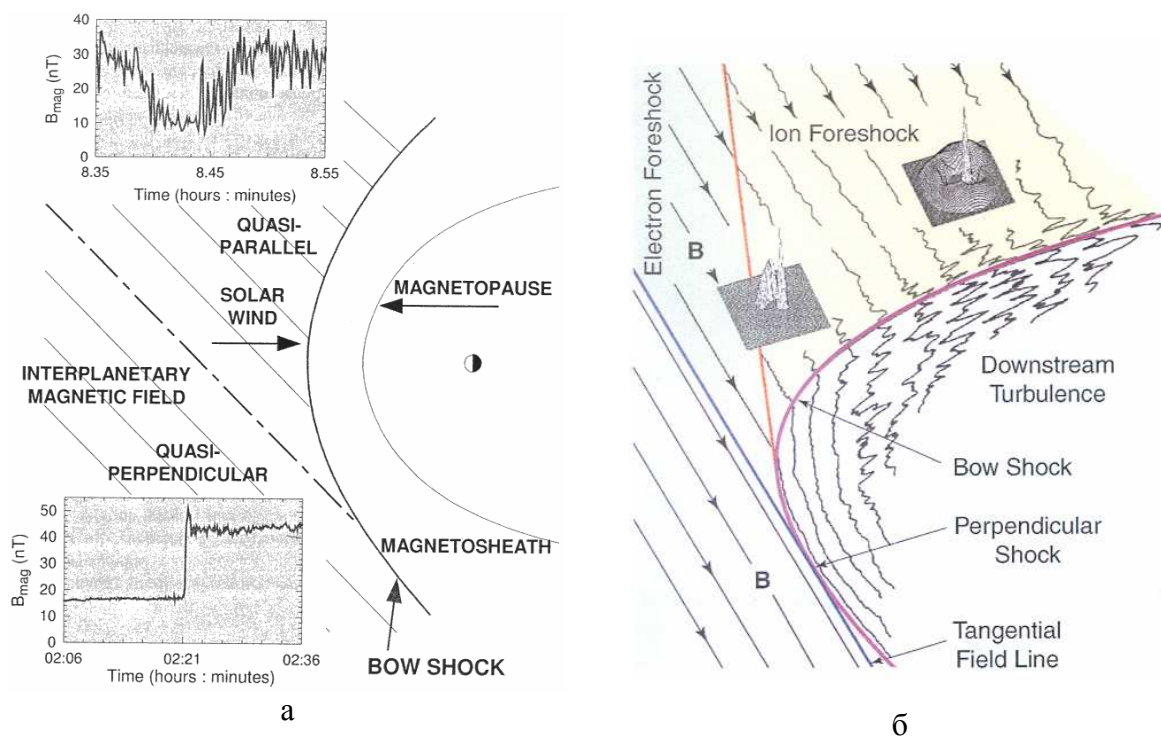 40
30
20
10
0
B mag (nT)
8.35
8.45
8.55
Time (hours : minutes)
QUASI-
PARALLEL
MAGNETOPAUSE
SOLAR
WIND
INTERPLANETARY
MAGNETIC FIELD
QUASI-
PERPENDICULAR
50
40
30
20
10
0
B mag (nT)
02:06
02:21
02:36
Time (hours : minutes)
MAGNETOSHEATH
BOW SHOCK
а
Electron Foreshock
Ion Foreshock
B
Downstream
Turbulence
Bow Shock
Perpendicular
Shock
B
Tangential
Field Line
б